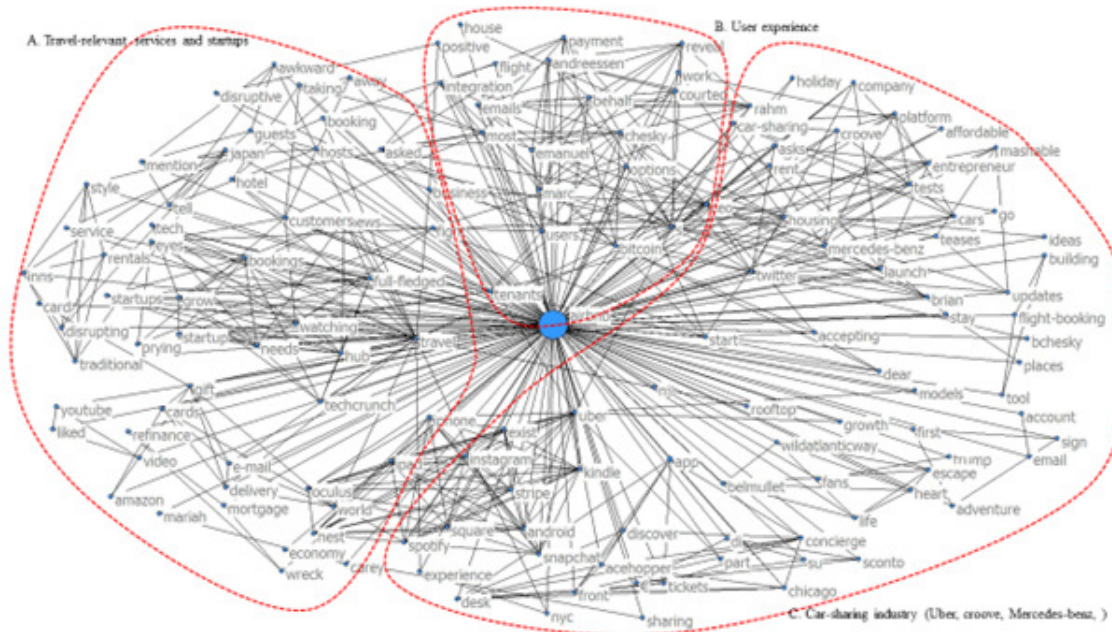 house
B. User experience
A. Travel-relevant services and startups
positive
payment
reveal
flight
andreessen
awkward
away
work
holiday
company
taking
integration
courted
disruptive
emails
behalf
rahm
platform
booking
car-sharing
croove
affordable
guests
most
chesky
asks
mashable
japan
hosts
asked
emanuel
options
rent
entrepreneur
mention
hotel
tests
style
business
marc
tell
housing
cars
go
customers
news
service
tech
users
bitcoin
mercedes-benz
teases
ideas
eyes
rentals
bookings
building
inns
full-fledged
twitter
launch
startups
grow
tenants
brian
updates
card
airbnb
stay
flight-booking
disrupting
watching
startup
travel
start
accepting
bchesky
prying
needs
hub
places
traditional
dear
gift
models
tool
youtube
cards
techcrunch
rooftop
account
liked
refinance
uber
growth
first
sign
exist
wildatlanticway
video
e-mail
instagram
kindle
app
trump
email
escape
amazon
delivery
oculus
stripe
belmullet
fans
heart
mariah
mortgage
world
life
adventure
nest
square
android
discover
concierge
economy
spotify
snapchat
part
su
sconto
wreck
carey
experience
acehopper
tickets
chicago
desk
front
nyc
sharing
C. Car-sharing industry (Uber, croove, Mercedes-benz, )